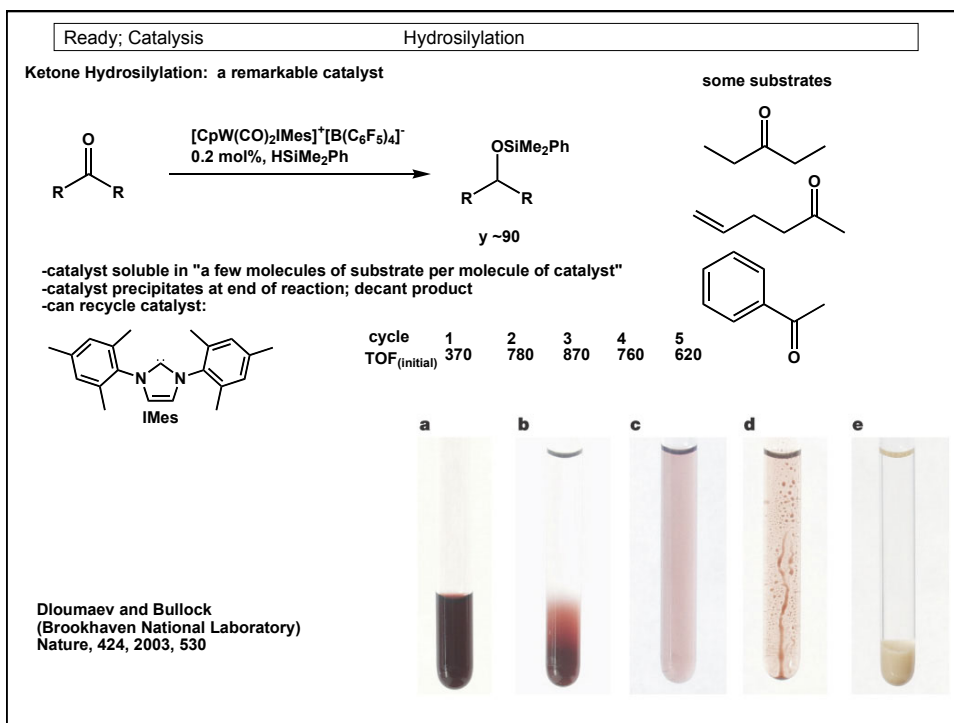 Ready; Catalysis Hydrosilylation
Ketone Hydrosilylation: a remarkable catalyst
some substrates
O
R R
[CpW(CO)2IMes]+[B(C6F5)4]-
0.2 mol%, HSiMe2Ph
OSiMe2Ph
R R
y ~90
O
O
O
-catalyst soluble in "a few molecules of substrate per molecule of catalyst"
-catalyst precipitates at end of reaction; decant product
-can recycle catalyst:
cycle 1 2 3 4 5
TOF(initial) 370 780 870 760 620
N N
IMes
a b c d e
Dloumaev and Bullock
(Brookhaven National Laboratory)
Nature, 424, 2003, 530